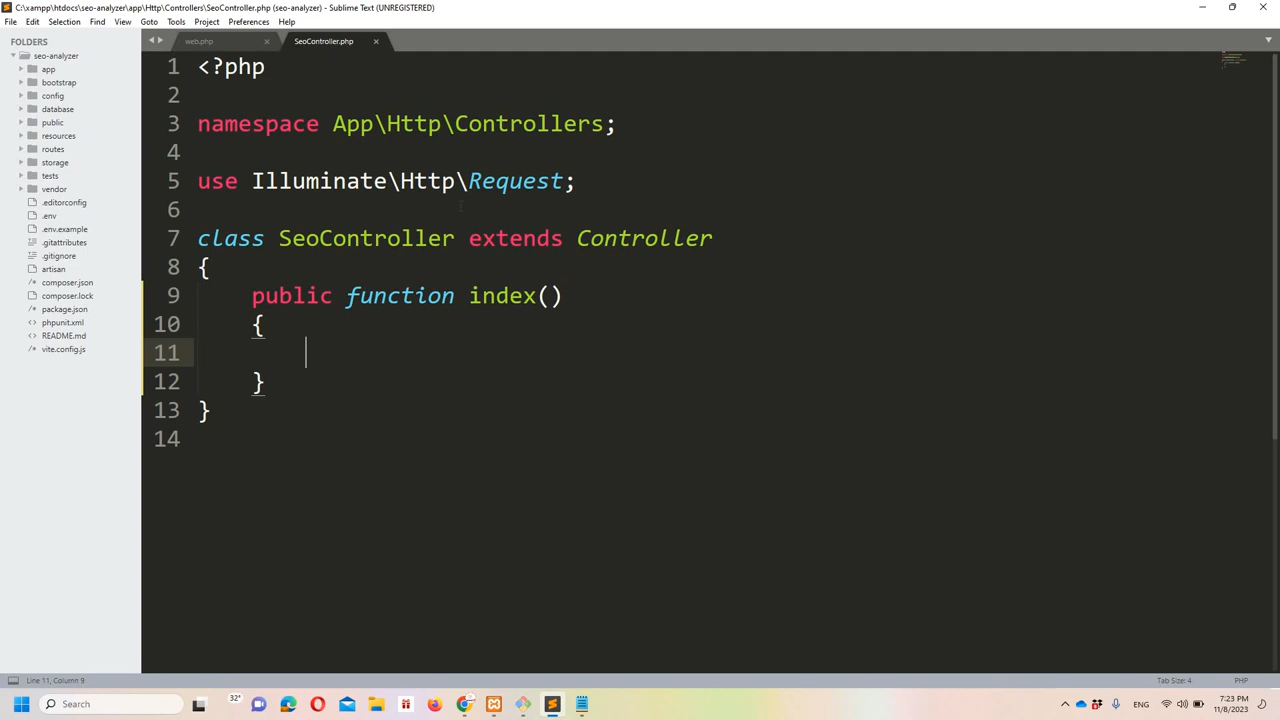 C:\xampp\htdocs\seo-analyzer\app\Http\Controllers\SeoController.php (seo-analyzer) - Sublime Text (UNREGISTERED)
File Edit Selection Find View Goto Tools Project Preferences Help
FOLDERS
seo-analyzer
app
bootstrap
config
database
public
resources
routes
storage
tests
vendor
.editorconfig
.env
.env.example
.gitattributes
.gitignore
artisan
composer.json
composer.lock
package.json
phpunit.xml
README.md
vite.config.js
web.php SeoController.php
1 <?php
2
3 namespace App\Http\Controllers;
4
5 use Illuminate\Http\Request;
6
7 class SeoController extends Controller
8 {
9 public function index()
10 {
11
12 }
13 }
14
Line 11, Column 9 Tab Size: 4 PHP
Search 32° ENG 7:23 PM
11/8/2023